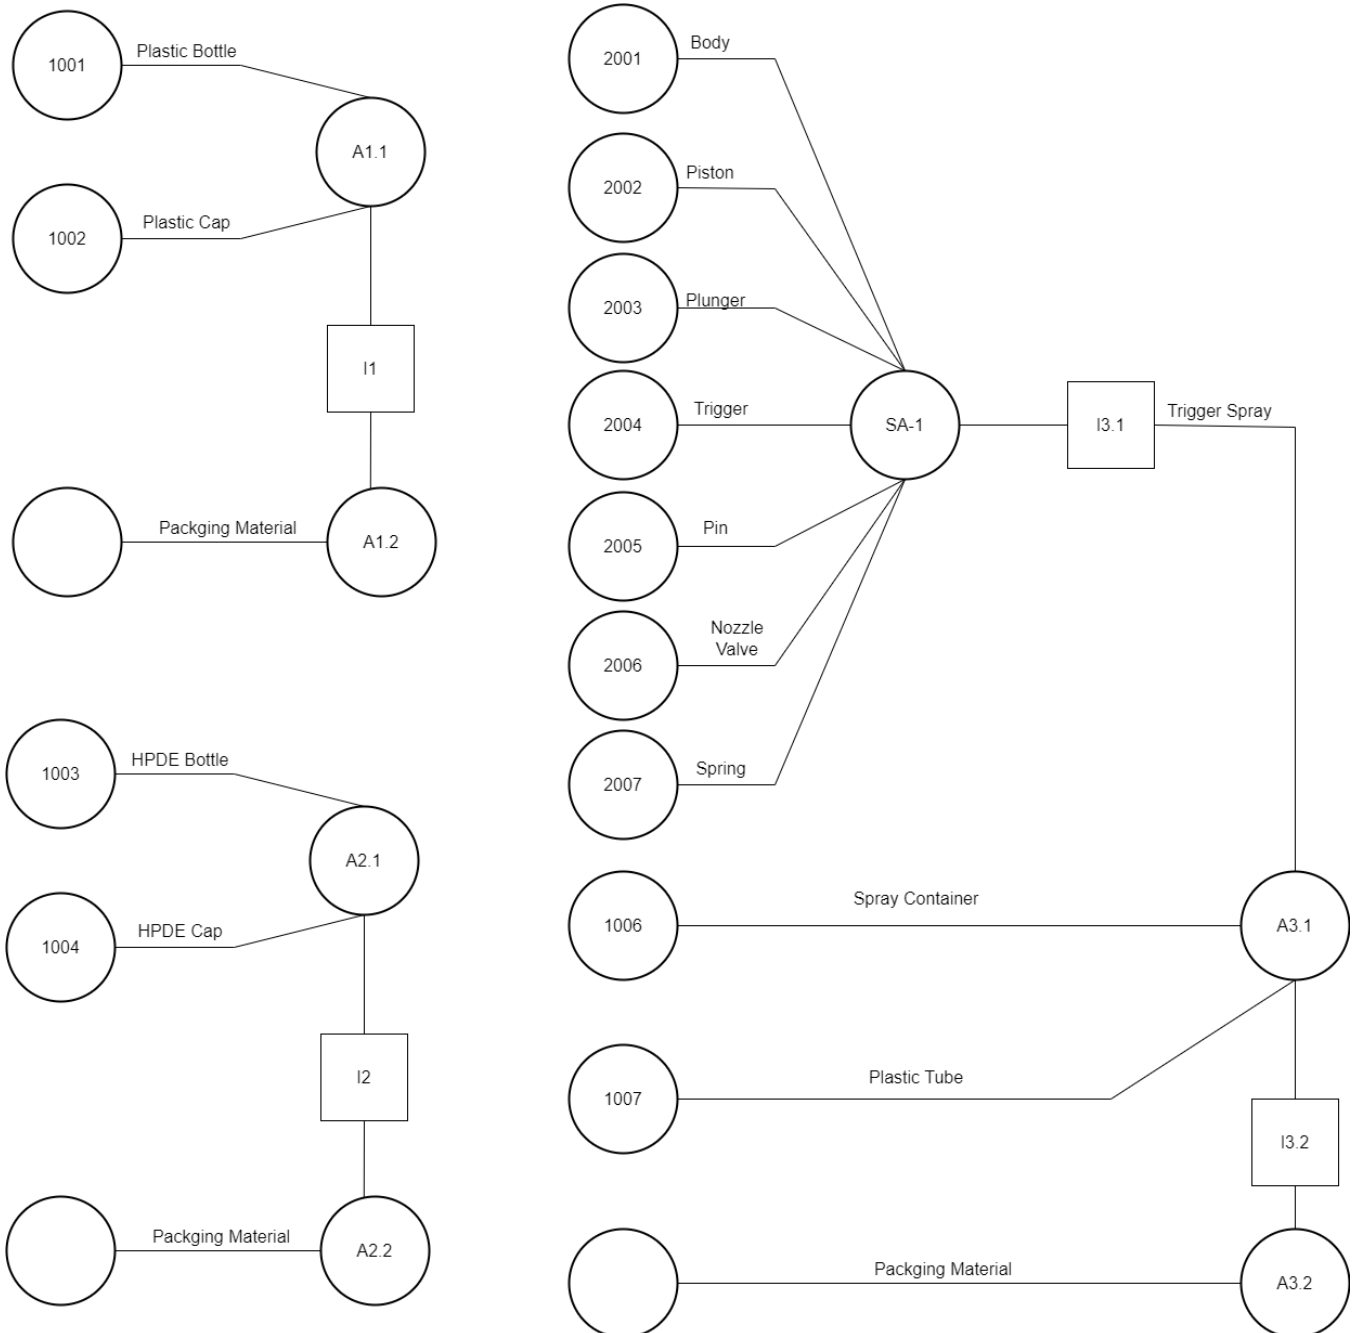 1001
Plastic Bottle
A1.1
1002
Plastic Cap
I1
Packging Material
A1.2
1003
HPDE Bottle
A2.1
1004
HPDE Cap
I2
Packging Material
A2.2
2001
Body
2002
Piston
2003
Plunger
2004
Trigger
SA-1
I3.1
Trigger Spray
2005
Pin
2006
Nozzle
Valve
2007
Spring
1006
Spray Container
A3.1
1007
Plastic Tube
I3.2
Packging Material
A3.2